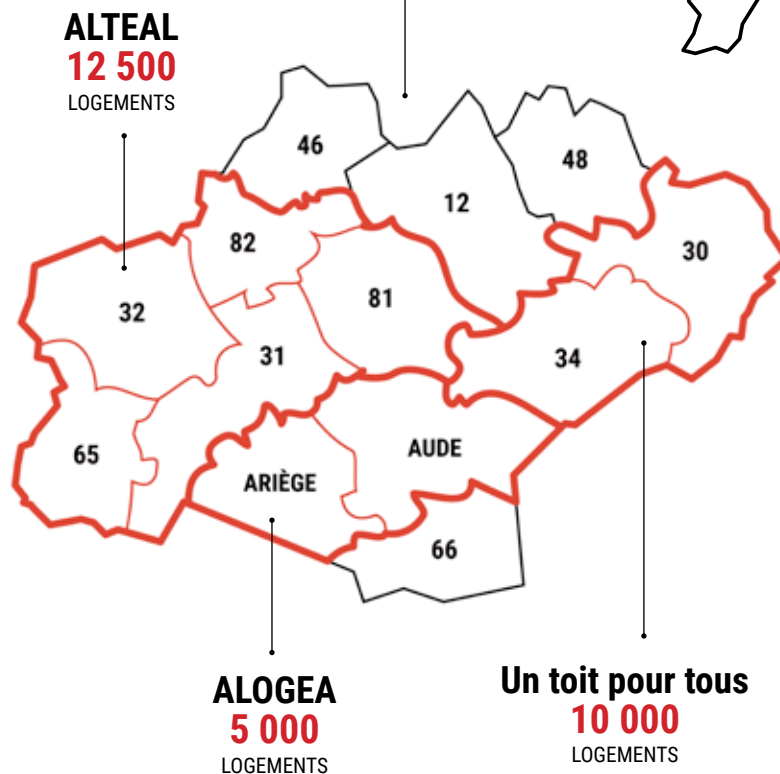 ALTEAL
12 500
LOGEMENTS
46
48
12
82
30
81
32
31
34
65
AUDE
ARIÈGE
66
ALOGEA
5 000
LOGEMENTS
Un toit pour tous
10 000
LOGEMENTS